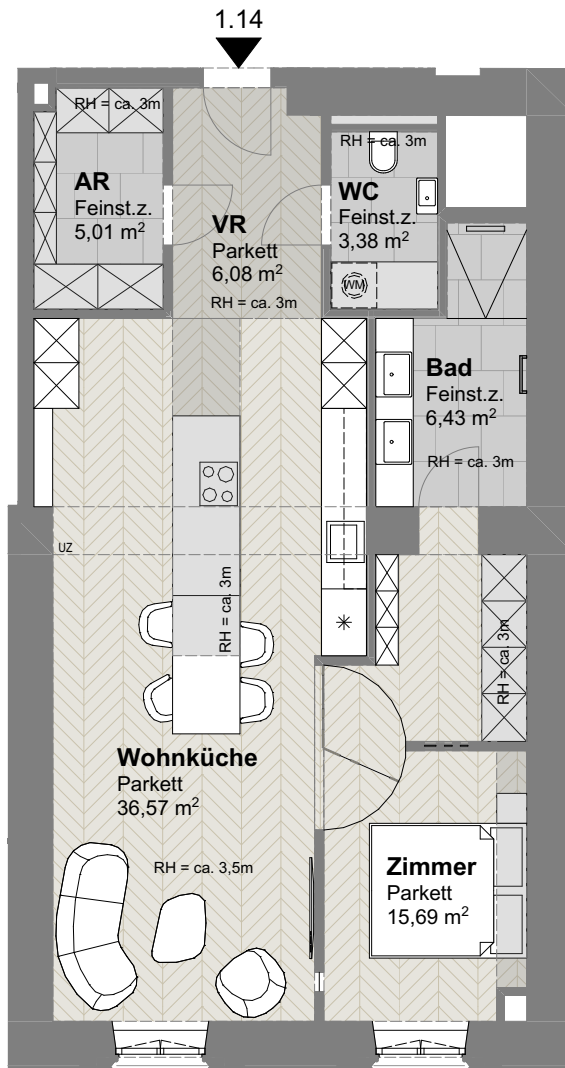 1.14
RH = ca. 3m
AR
Feinst.z.
5,01 m²
VR
Parkett
6,08 m²
RH = ca. 3m
RH = ca. 3m
WC
Feinst.z.
3,38 m²
WM
Bad
Feinst.z.
6,43 m²
RH = ca. 3m
UZ
RH = ca. 3m
RH = ca. 3m
Wohnküche
Parkett
36,57 m²
RH = ca. 3,5m
Zimmer
Parkett
15,69 m²